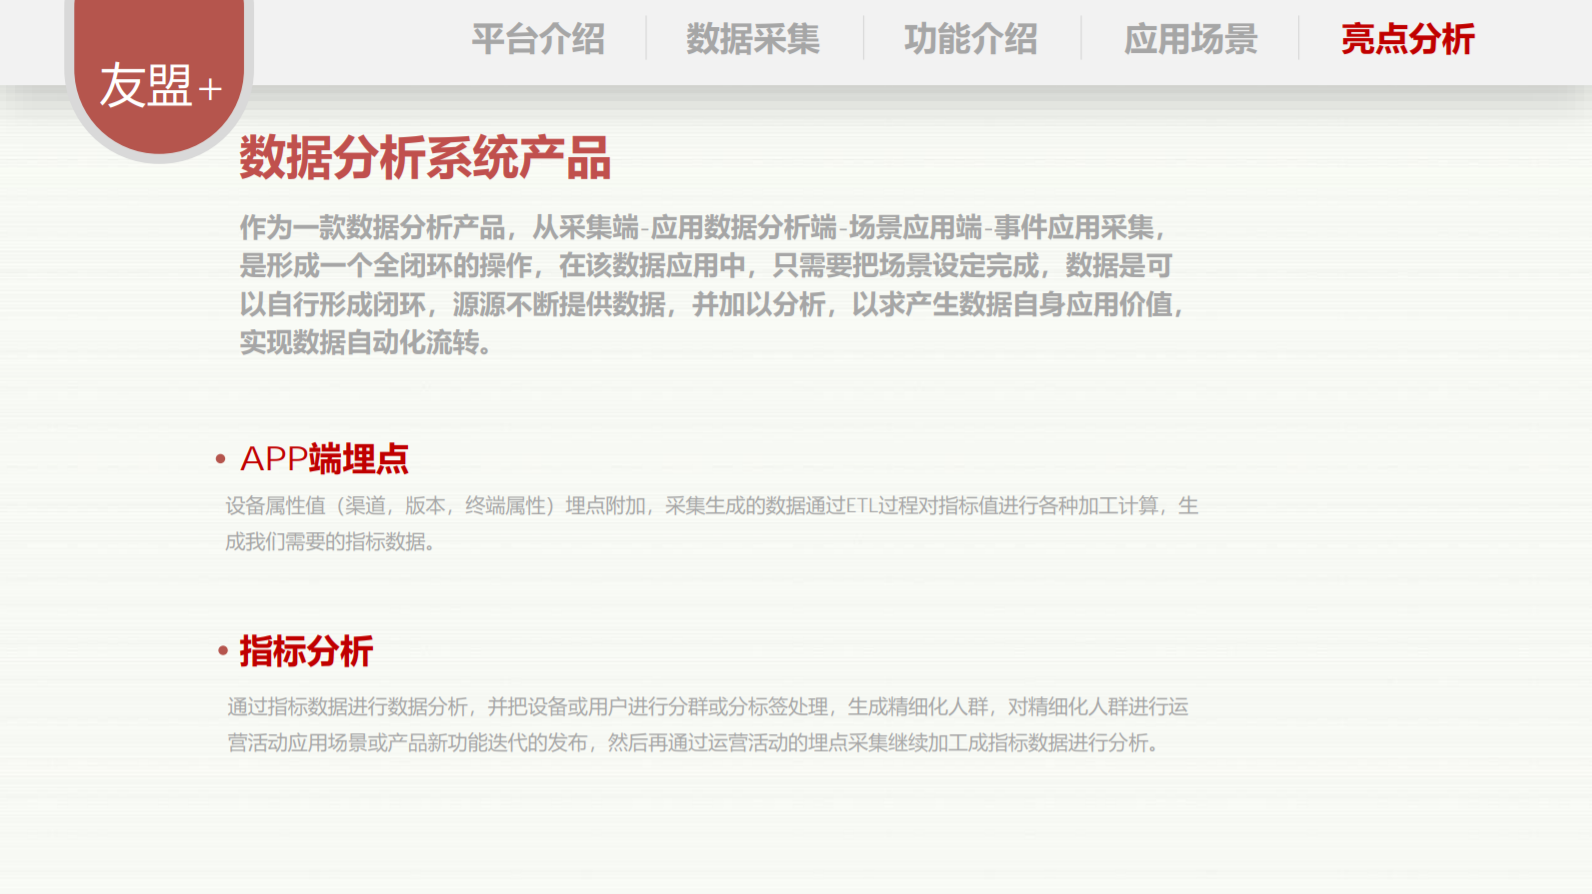 平台介绍
数据采集
功能介绍
应用场景
亮点分析
友盟+
数据分析系统产品
作为一款数据分析产品，从采集端-应用数据分析端-场景应用端-事件应用采集，
是形成一个全闭环的操作，在该数据应用中，只需要把场景设定完成，数据是可
以自行形成闭环，源源不断提供数据，并加以分析，以求产生数据自身应用价值，
实现数据自动化流转。
• APP端埋点
设备属性值（渠道，版本，终端属性）埋点附加，采集生成的数据通过ETL过程对指标值进行各种加工计算，生
成我们需要的指标数据。
• 指标分析
通过指标数据进行数据分析，并把设备或用户进行分群或分标签处理，生成精细化人群，对精细化人群进行运
营活动应用场景或产品新功能迭代的发布，然后再通过运营活动的埋点采集继续加工成指标数据进行分析。